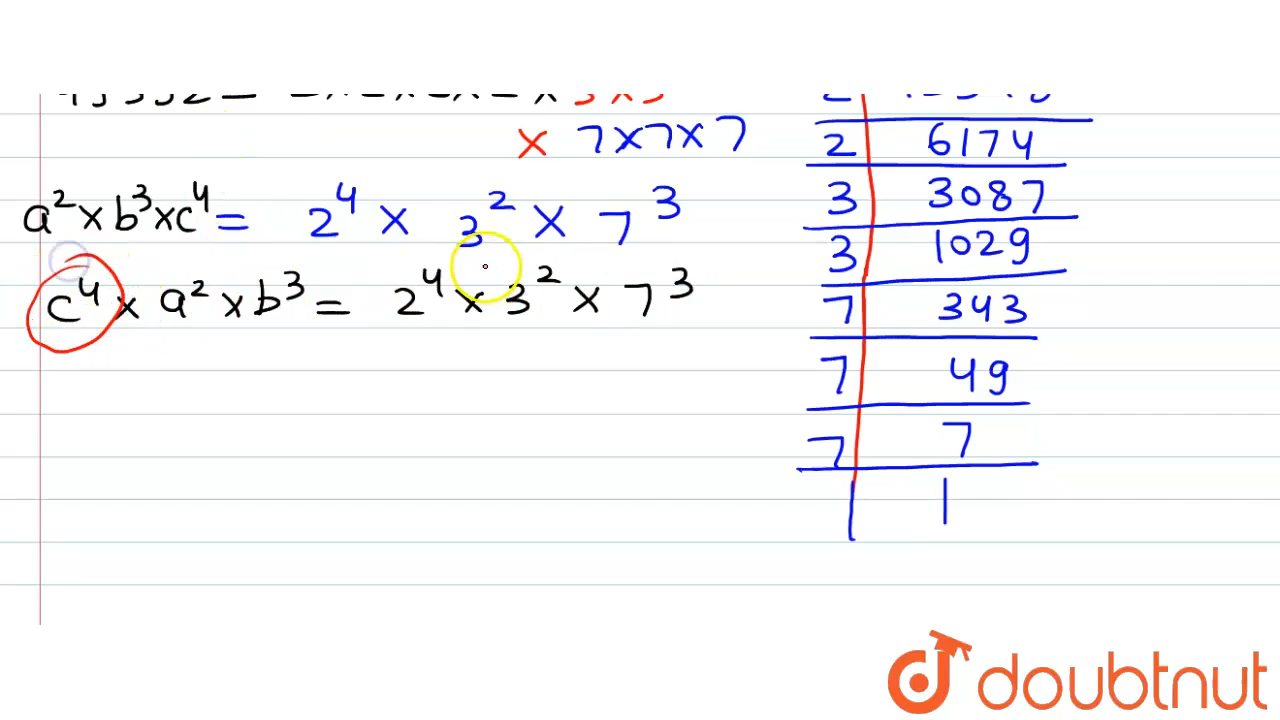 × 7×7×7
a²×b³×c⁴ = 2⁴ × 3² × 7³
c⁴ × a² × b³ = 2⁴ × 3² × 7³
2 | 6174
3 | 3087
3 | 1029
7 | 343
7 | 49
7 | 7
| 1
doubtnut